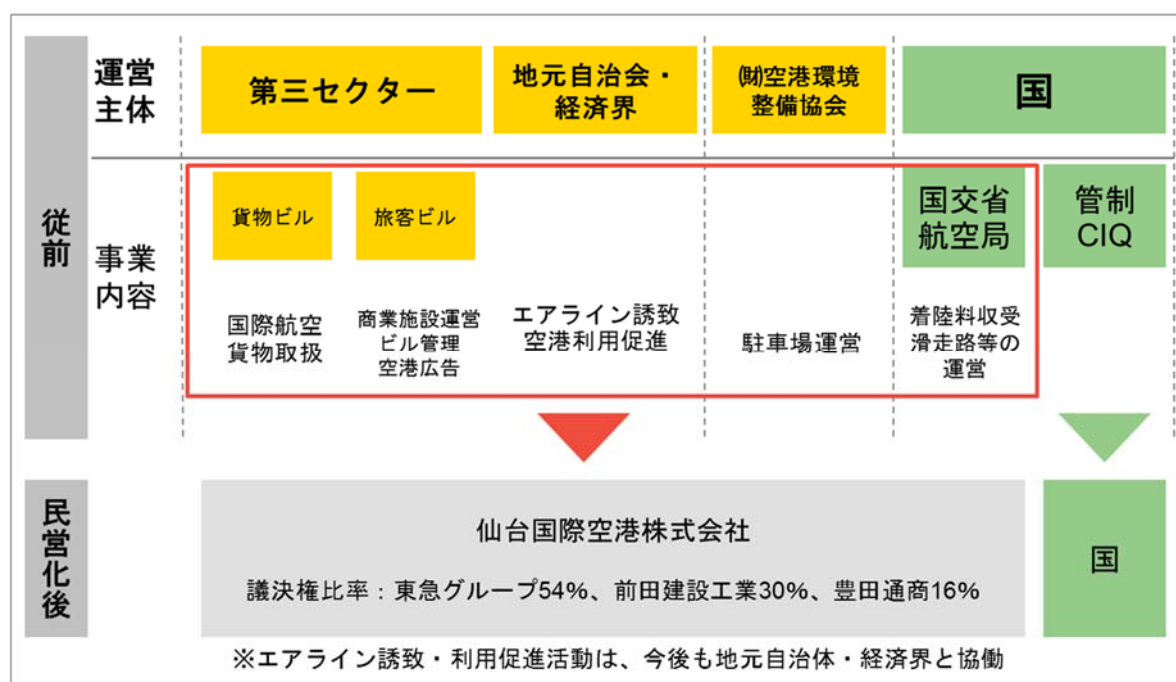 運営
主体
第三セクター
地元自治会・
経済界
㈶空港環境
整備協会
国
従前
事業
内容
貨物ビル
旅客ビル
国交省
航空局
管制
CIQ
国際航空
貨物取扱
商業施設運営
ビル管理
空港広告
エアライン誘致
空港利用促進
駐車場運営
着陸料収受
滑走路等の
運営
民営化後
仙台国際空港株式会社
議決権比率：東急グループ54%、前田建設工業30%、豊田通商16%
国
※エアライン誘致・利用促進活動は、今後も地元自治体・経済界と協働